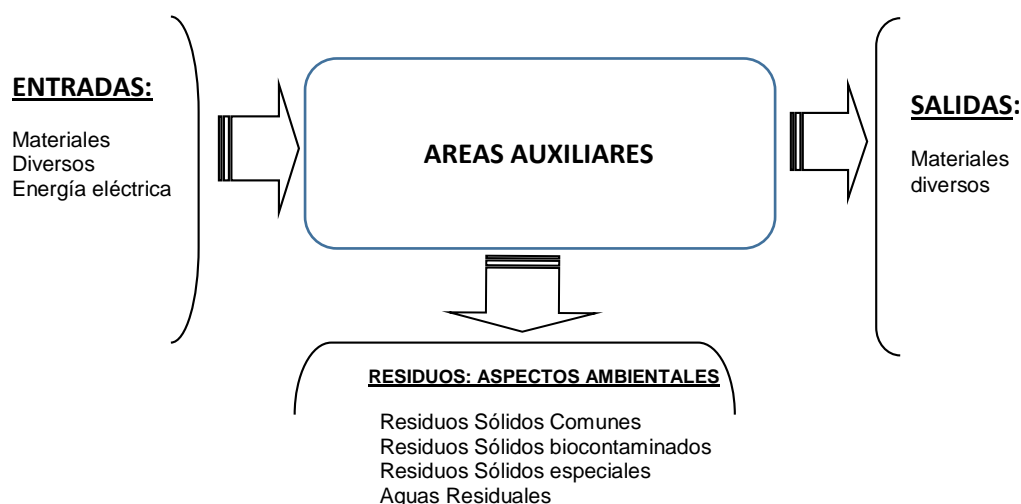 ENTRADAS:
Materiales
Diversos
Energía eléctrica
AREAS AUXILIARES
SALIDAS:
Materiales
diversos
RESIDUOS: ASPECTOS AMBIENTALES
Residuos Sólidos Comunes
Residuos Sólidos biocontaminados
Residuos Sólidos especiales
Aguas Residuales